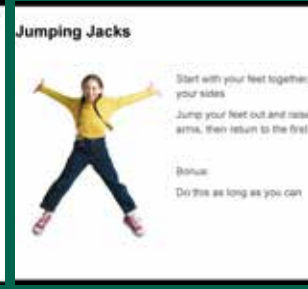 Jumping Jacks
Start with your feet together
your sides
Jump your feet out and raise
arms, then return to the first
Bonus:
Do this as long as you can